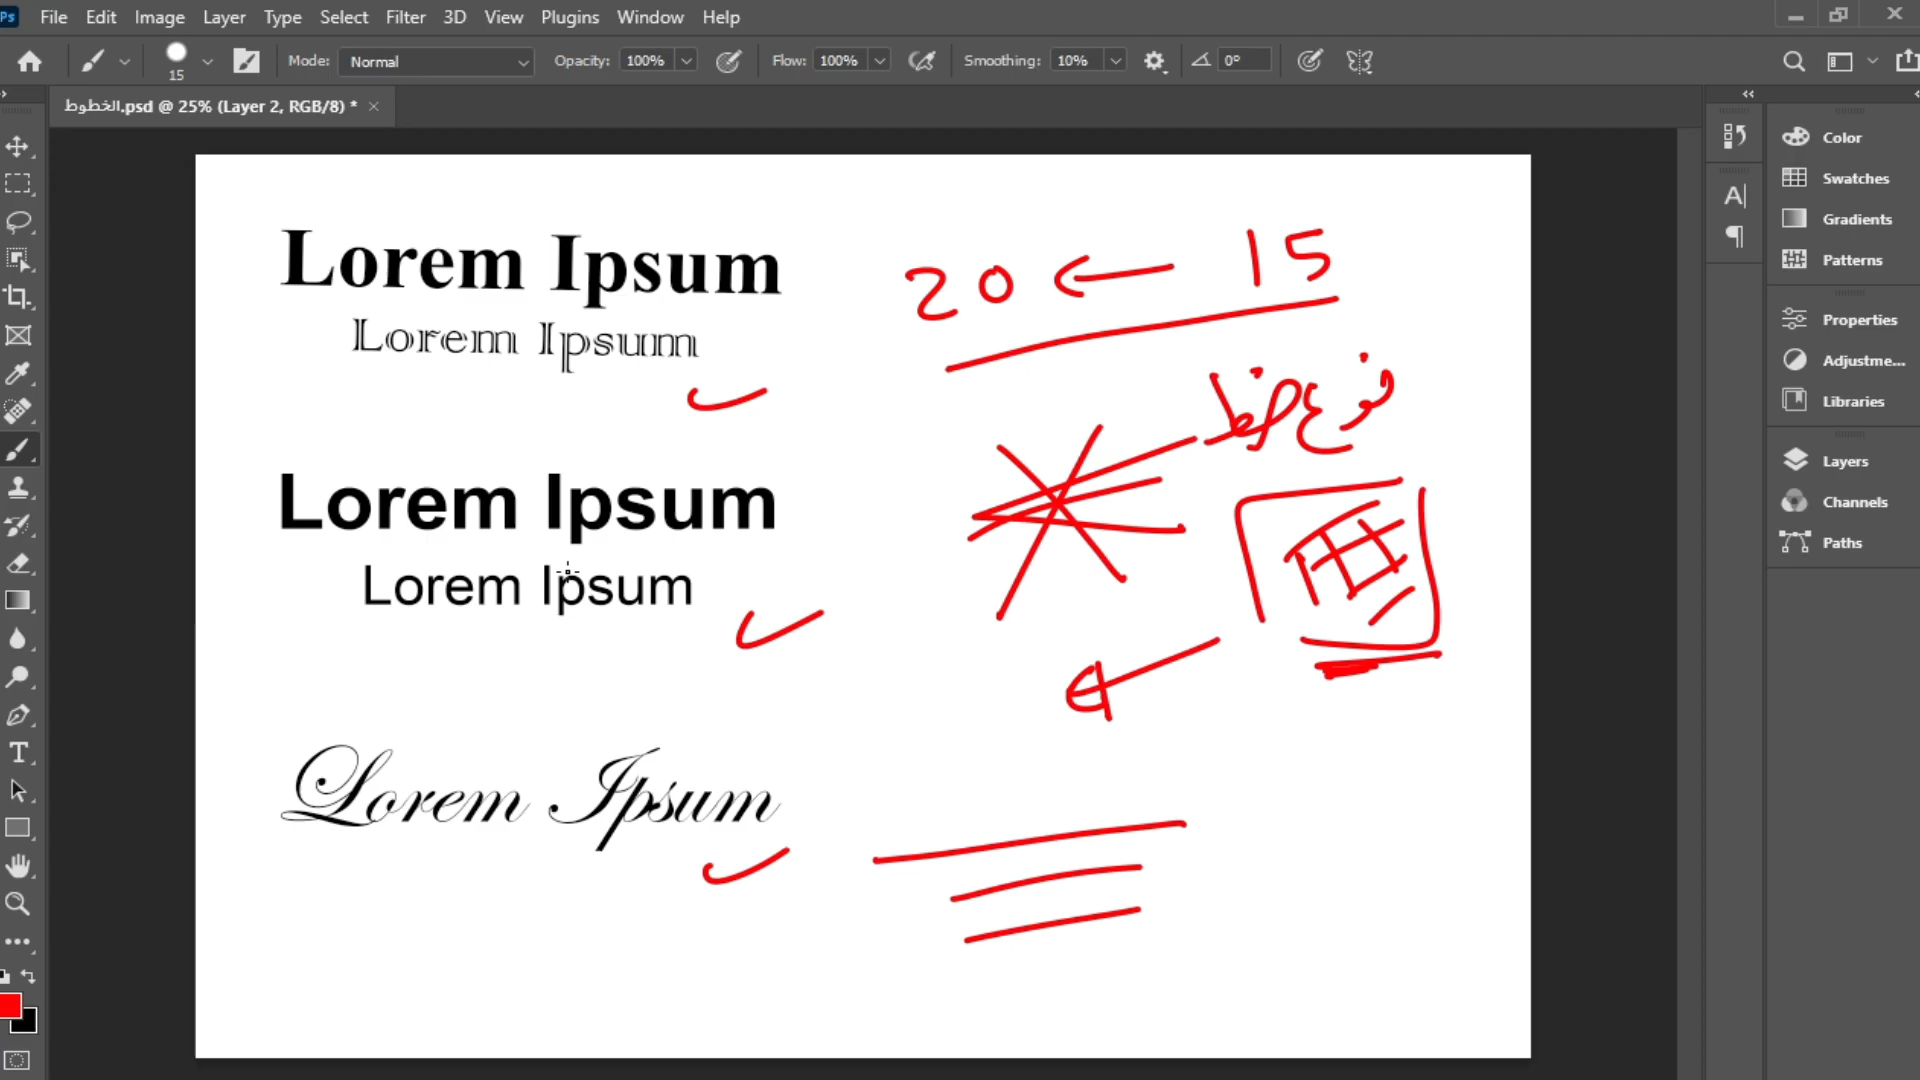 File Edit Image Layer Type Select Filter 3D View Plugins Window Help
15 Mode: Normal Opacity: 100% Flow: 100% Smoothing: 10% 0°
الخطوط.psd @ 25% (Layer 2, RGB/8) *
Color
Swatches
Gradients
Patterns
Properties
Adjustme...
Libraries
Layers
Channels
Paths
Lorem Ipsum
Lorem Ipsum
20 ← 15
نوع الخط
Lorem Ipsum
Lorem Ipsum
Lorem Ipsum